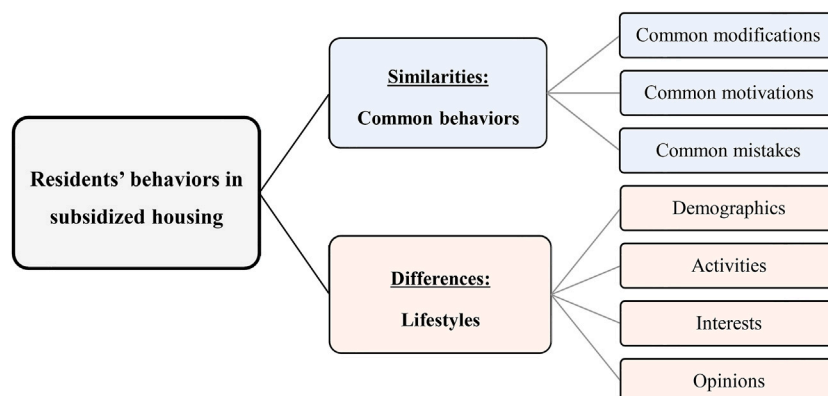 Residents’ behaviors in
subsidized housing
Similarities:
Common behaviors
Common modifications
Common motivations
Common mistakes
Differences:
Lifestyles
Demographics
Activities
Interests
Opinions